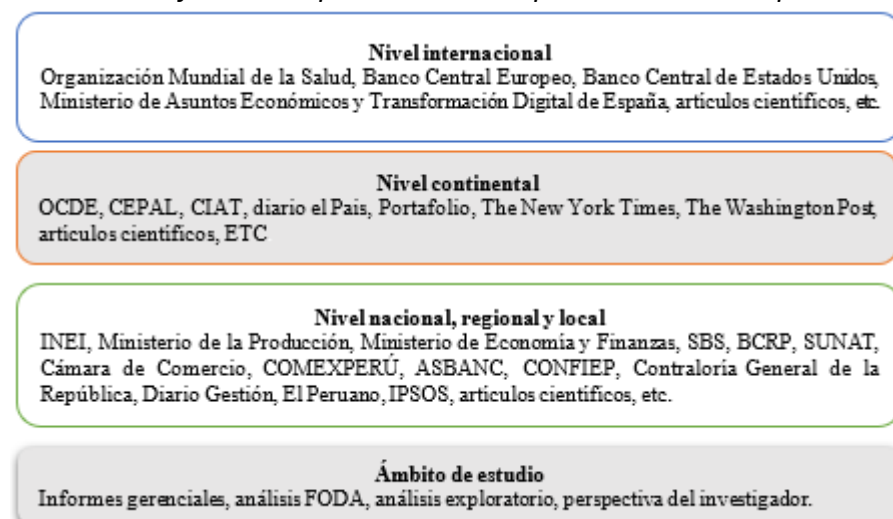 Nivel internacional
Organización Mundial de la Salud, Banco Central Europeo, Banco Central de Estados Unidos,
Ministerio de Asuntos Económicos y Transformación Digital de España, artículos científicos, etc.
Nivel continental
OCDE, CEPAL, CIAT, diario el Pais, Portafolio, The New York Times, The Washington Post,
artículos científicos, ETC
Nivel nacional, regional y local
INEI, Ministerio de la Producción, Ministerio de Economía y Finanzas, SBS, BCRP, SUNAT,
Cámara de Comercio, COMEXPERÚ, ASBANC, CONFIEP, Contraloría General de la
República, Diario Gestión, El Peruano, IPSOS, artículos científicos, etc.
Ámbito de estudio
Informes gerenciales, análisis FODA, análisis exploratorio, perspectiva del investigador.